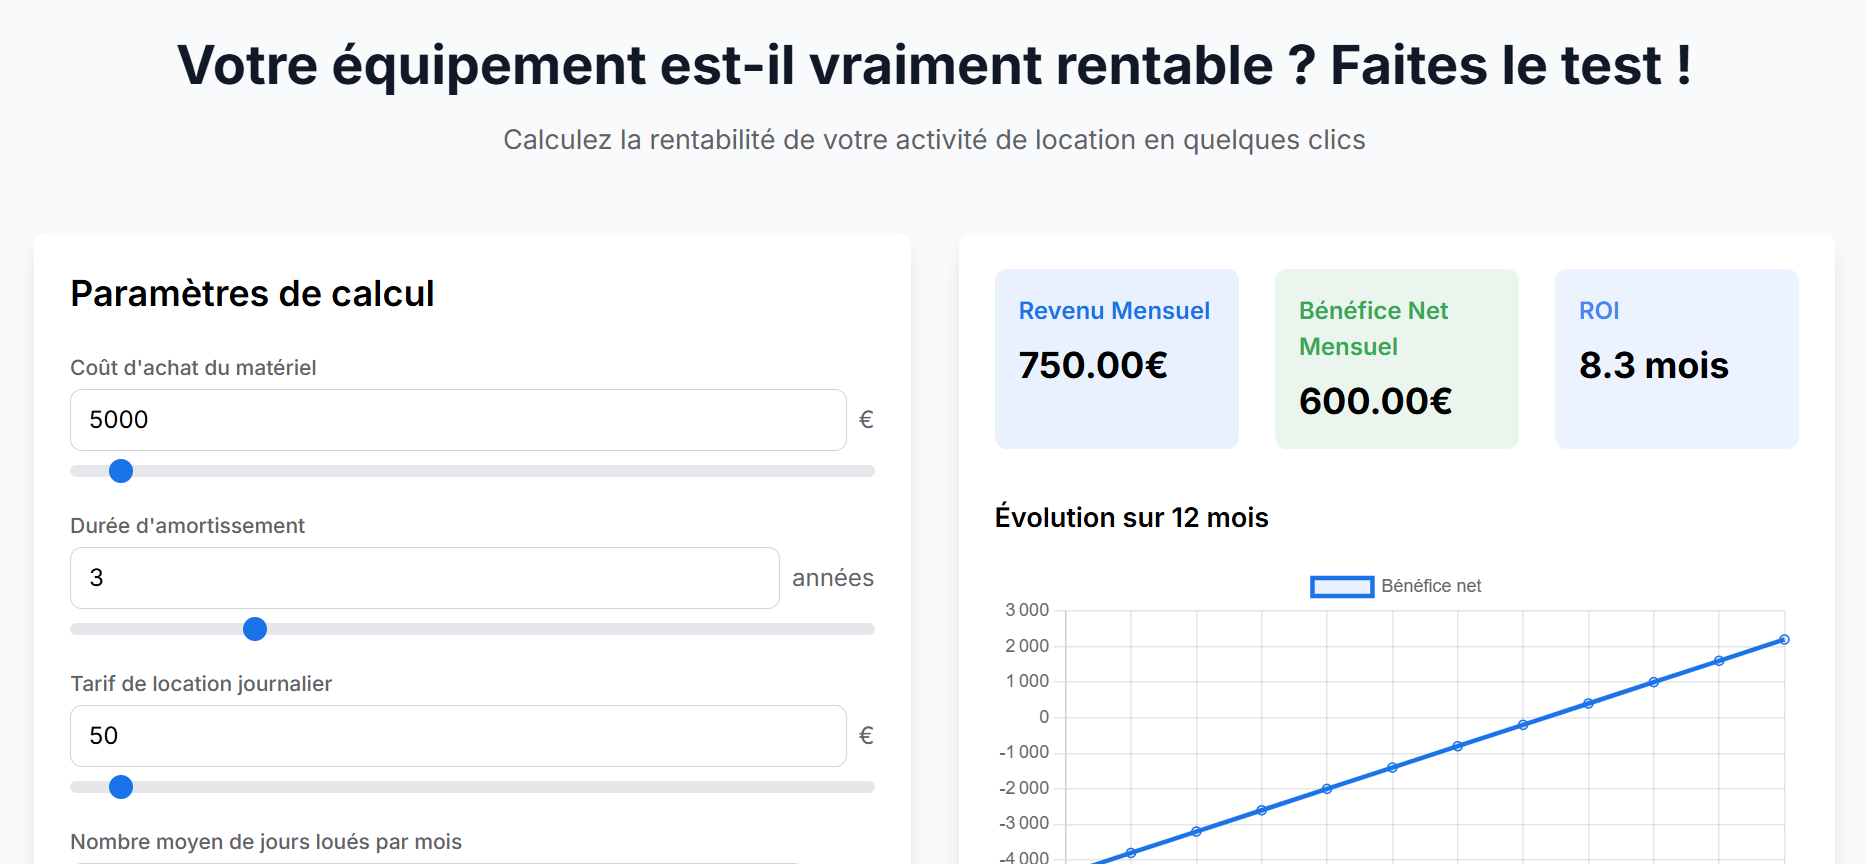 Votre équipement est-il vraiment rentable ? Faites le test !
Calculez la rentabilité de votre activité de location en quelques clics
Paramètres de calcul
Coût d'achat du matériel
5000 €
Durée d'amortissement
3 années
Tarif de location journalier
50 €
Nombre moyen de jours loués par mois
Revenu Mensuel
750.00€
Bénéfice Net
Mensuel
600.00€
ROI
8.3 mois
Évolution sur 12 mois
Bénéfice net
3 000
2 000
1 000
0
-1 000
-2 000
-3 000
-4 000